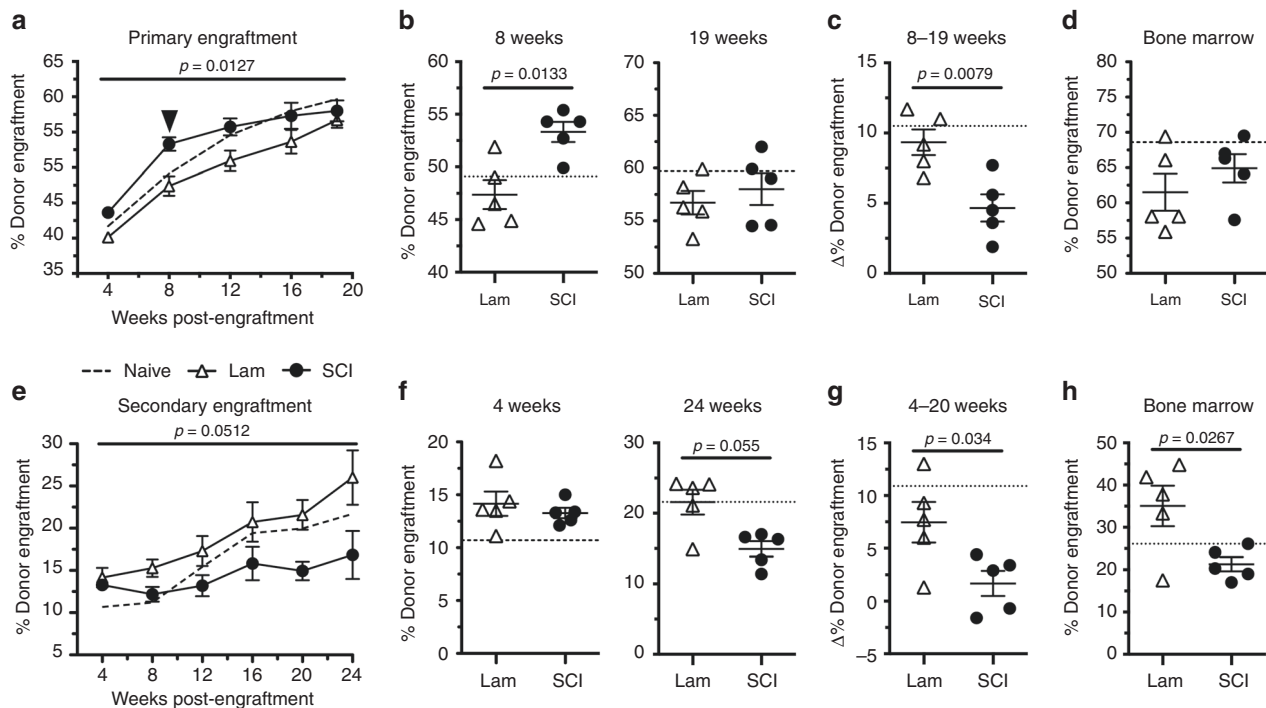 a
Primary engraftment
p = 0.0127
% Donor engraftment
65
60
55
50
45
40
35
4
8
12
16
20
Weeks post-engraftment
b
8 weeks
p = 0.0133
% Donor engraftment
60
55
50
45
40
Lam
SCI
19 weeks
% Donor engraftment
70
65
60
55
50
Lam
SCI
c
8–19 weeks
p = 0.0079
Δ% Donor engraftment
15
10
5
0
Lam
SCI
d
Bone marrow
% Donor engraftment
80
75
70
65
60
55
50
Lam
SCI
Naive
Lam
SCI
e
Secondary engraftment
p = 0.0512
% Donor engraftment
30
25
20
15
10
5
4
8
12
16
20
24
Weeks post-engraftment
f
4 weeks
% Donor engraftment
20
15
10
5
0
Lam
SCI
24 weeks
p = 0.055
% Donor engraftment
30
20
10
0
Lam
SCI
g
4–20 weeks
p = 0.034
Δ% Donor engraftment
15
10
5
0
–5
Lam
SCI
h
Bone marrow
p = 0.0267
% Donor engraftment
50
40
30
20
10
0
Lam
SCI